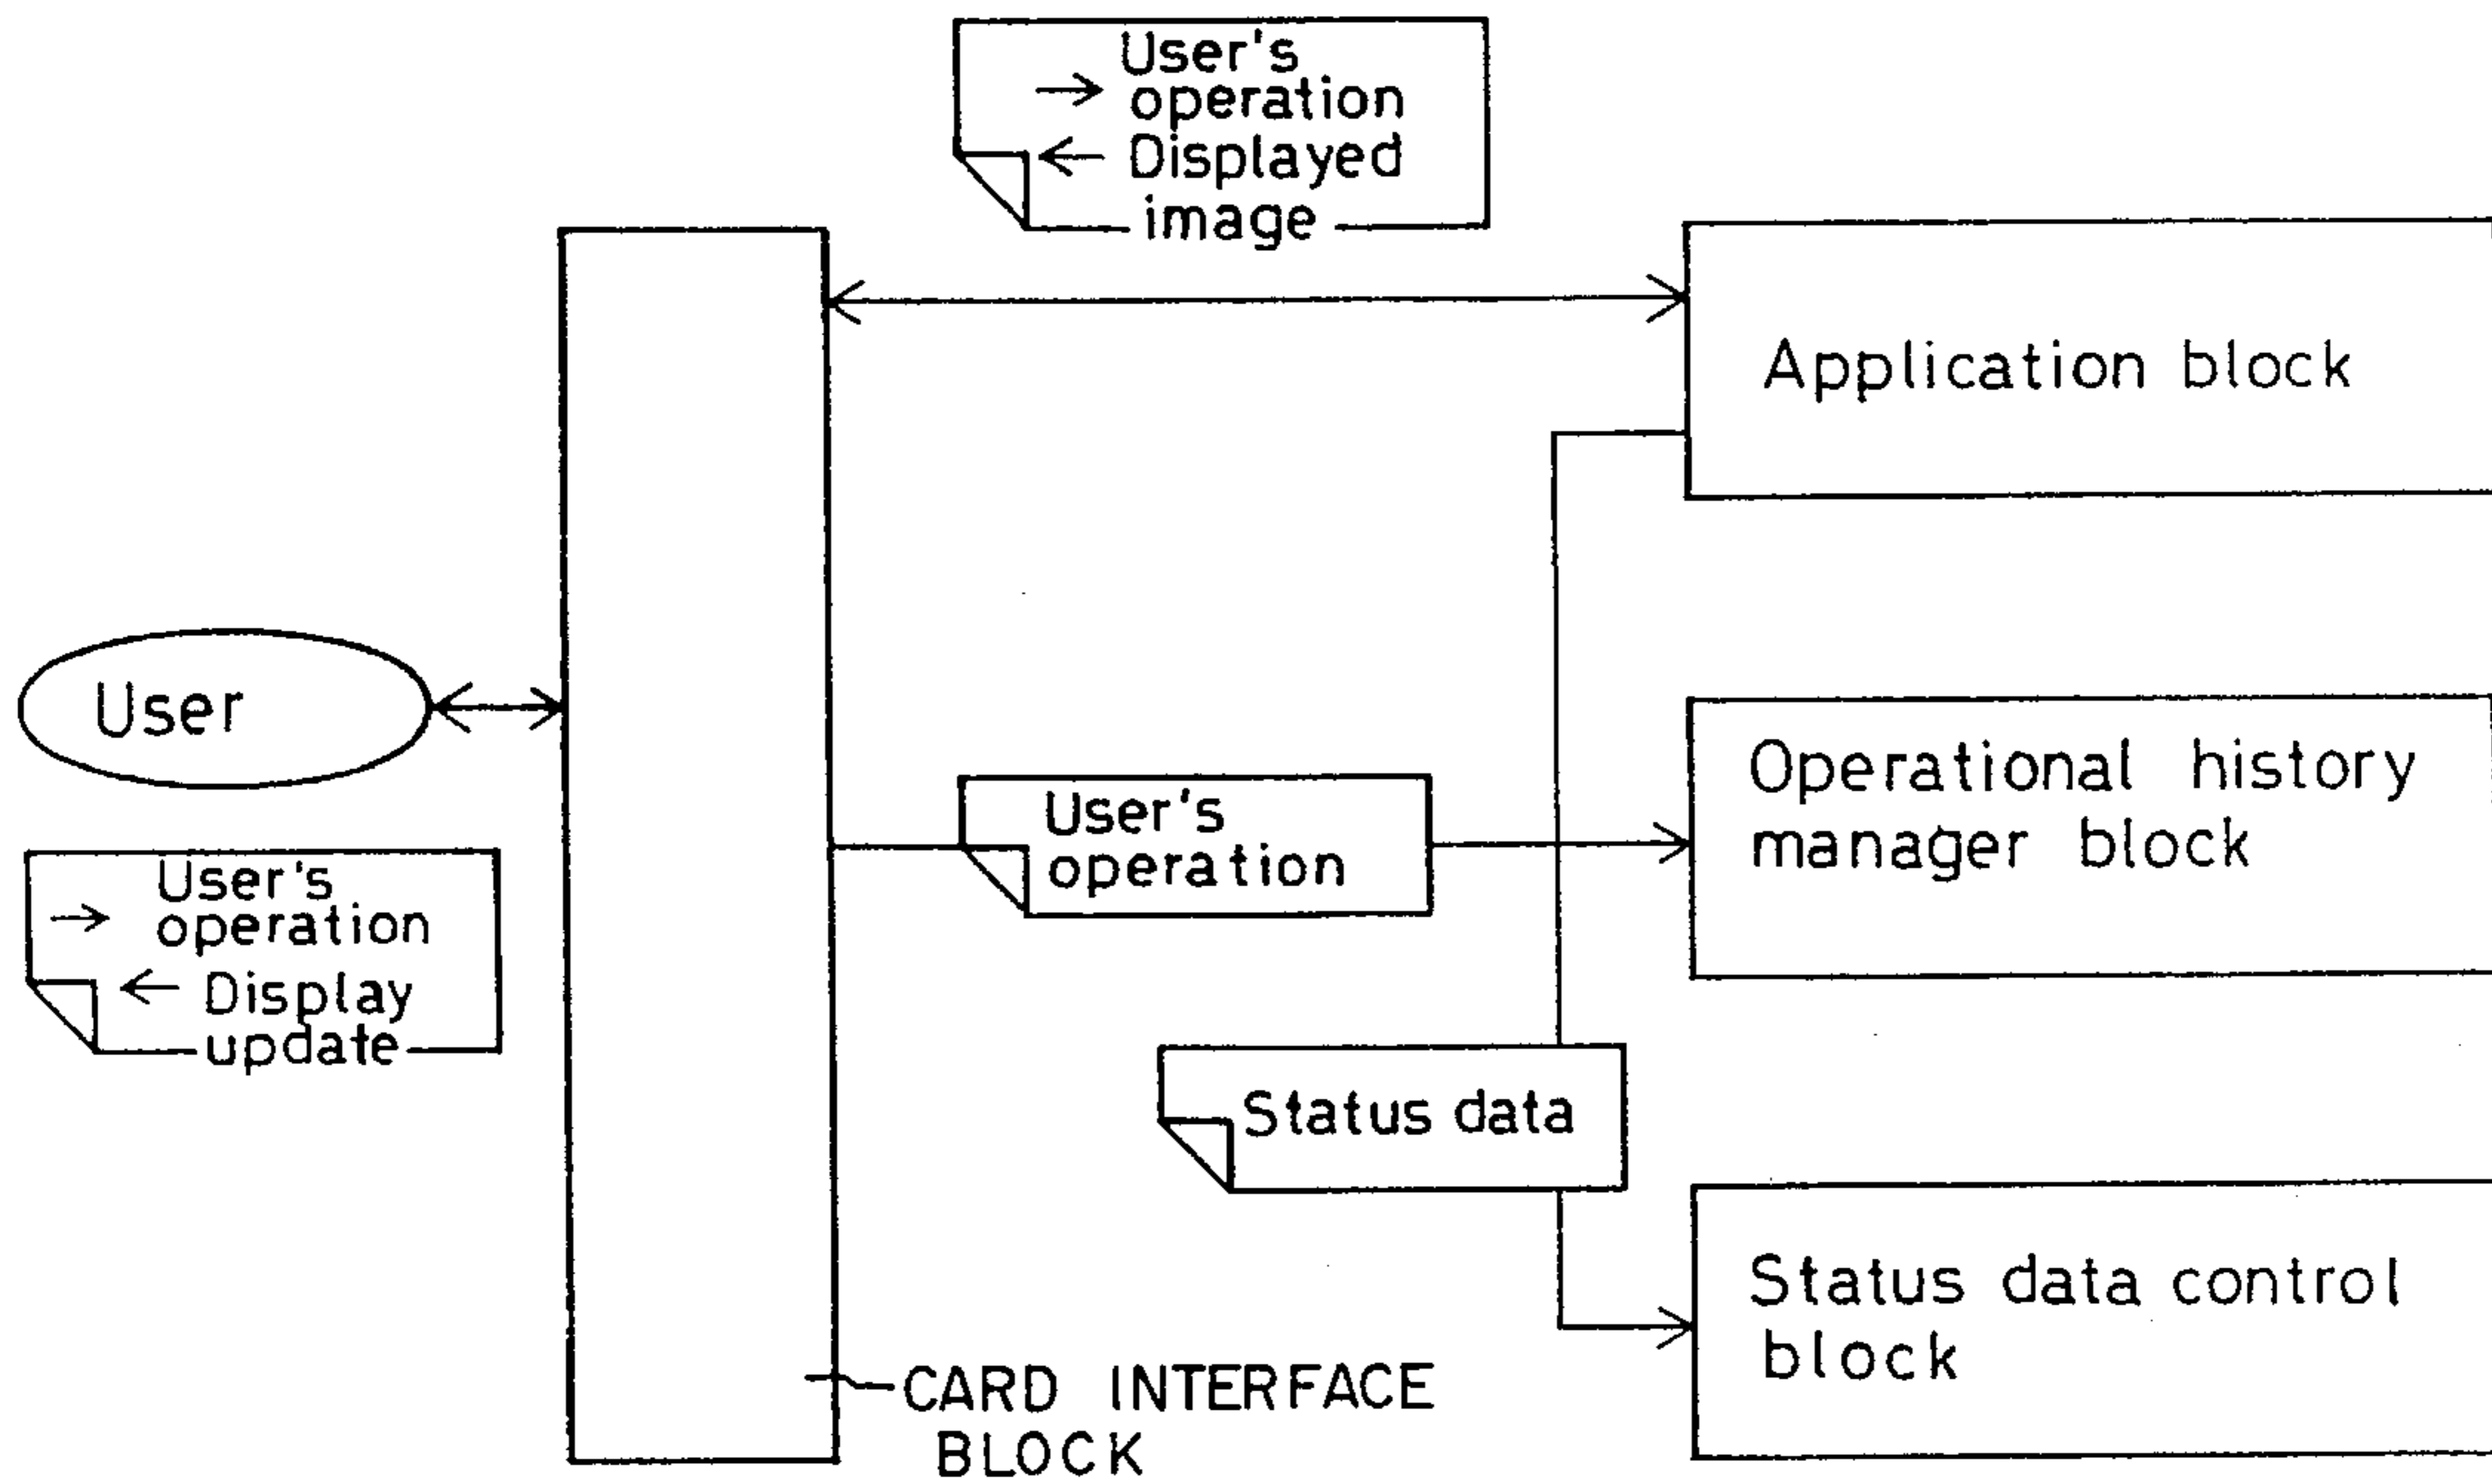 User's
→ operation
← Displayed
image
Application block
User
User's
→ operation
← Display
update
User's
operation
Operational history
manager block
Status data
Status data control
block
CARD INTERFACE
BLOCK